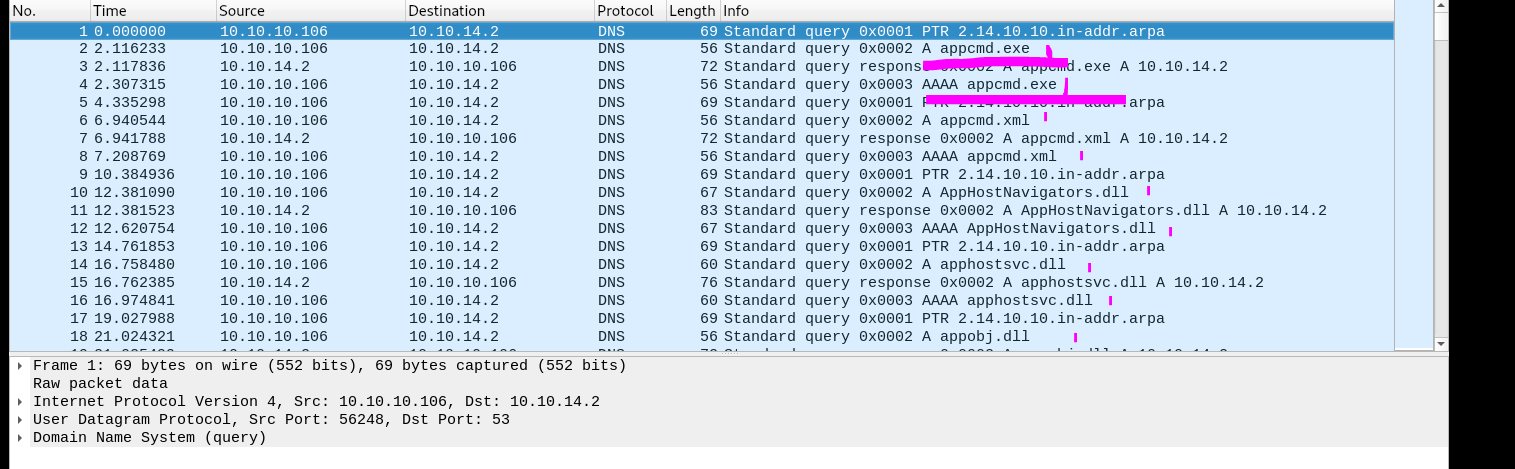 No. Time Source Destination Protocol Length Info
1 0.000000 10.10.10.106 10.10.14.2 DNS 69 Standard query 0x0001 PTR 2.14.10.10.in-addr.arpa
2 2.116233 10.10.10.106 10.10.14.2 DNS 56 Standard query 0x0002 A appcmd.exe
3 2.117836 10.10.14.2 10.10.10.106 DNS 72 Standard query response 0x0002 A appcmd.exe A 10.10.14.2
4 2.307315 10.10.10.106 10.10.14.2 DNS 56 Standard query 0x0003 AAAA appcmd.exe
5 4.335298 10.10.10.106 10.10.14.2 DNS 69 Standard query 0x0001 PTR 2.14.10.10.in-addr.arpa
6 6.940544 10.10.10.106 10.10.14.2 DNS 56 Standard query 0x0002 A appcmd.xml
7 6.941788 10.10.14.2 10.10.10.106 DNS 72 Standard query response 0x0002 A appcmd.xml A 10.10.14.2
8 7.208769 10.10.10.106 10.10.14.2 DNS 56 Standard query 0x0003 AAAA appcmd.xml
9 10.384936 10.10.10.106 10.10.14.2 DNS 69 Standard query 0x0001 PTR 2.14.10.10.in-addr.arpa
10 12.381090 10.10.10.106 10.10.14.2 DNS 67 Standard query 0x0002 A AppHostNavigators.dll
11 12.381523 10.10.14.2 10.10.10.106 DNS 83 Standard query response 0x0002 A AppHostNavigators.dll A 10.10.14.2
12 12.620754 10.10.10.106 10.10.14.2 DNS 67 Standard query 0x0003 AAAA AppHostNavigators.dll
13 14.761853 10.10.10.106 10.10.14.2 DNS 69 Standard query 0x0001 PTR 2.14.10.10.in-addr.arpa
14 16.758480 10.10.10.106 10.10.14.2 DNS 60 Standard query 0x0002 A apphostsvc.dll
15 16.762385 10.10.14.2 10.10.10.106 DNS 76 Standard query response 0x0002 A apphostsvc.dll A 10.10.14.2
16 16.974841 10.10.10.106 10.10.14.2 DNS 60 Standard query 0x0003 AAAA apphostsvc.dll
17 19.027988 10.10.10.106 10.10.14.2 DNS 69 Standard query 0x0001 PTR 2.14.10.10.in-addr.arpa
18 21.024321 10.10.10.106 10.10.14.2 DNS 56 Standard query 0x0002 A appobj.dll
Frame 1: 69 bytes on wire (552 bits), 69 bytes captured (552 bits)
Raw packet data
Internet Protocol Version 4, Src: 10.10.10.106, Dst: 10.10.14.2
User Datagram Protocol, Src Port: 56248, Dst Port: 53
Domain Name System (query)